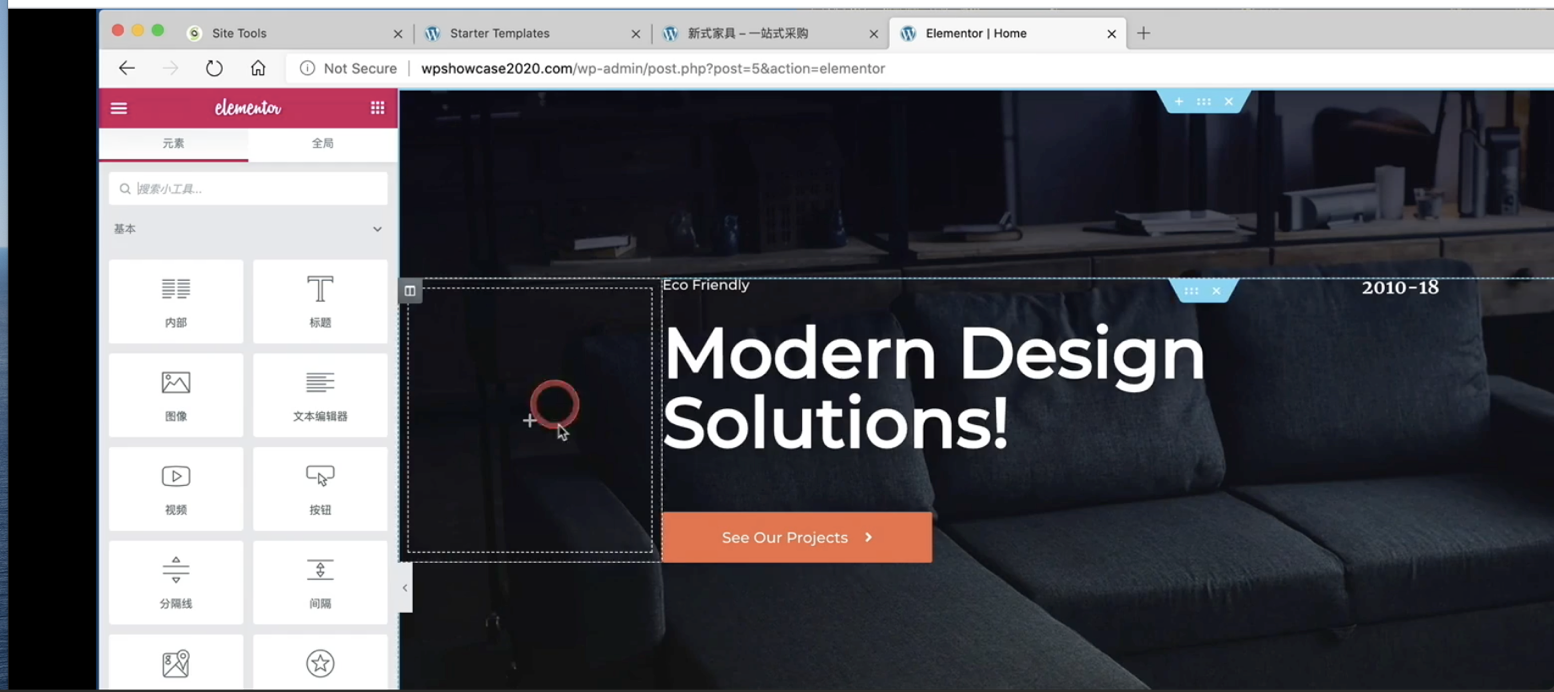 Site Tools
Starter Templates
新式家具 – 一站式采购
Elementor | Home
Not Secure
wpshowcase2020.com/wp-admin/post.php?post=5&action=elementor
elementor
元素
全局
搜索小工具...
基本
内部
标题
图像
文本编辑器
视频
按钮
分隔线
间隔
Eco Friendly
2010-18
Modern Design
Solutions!
See Our Projects